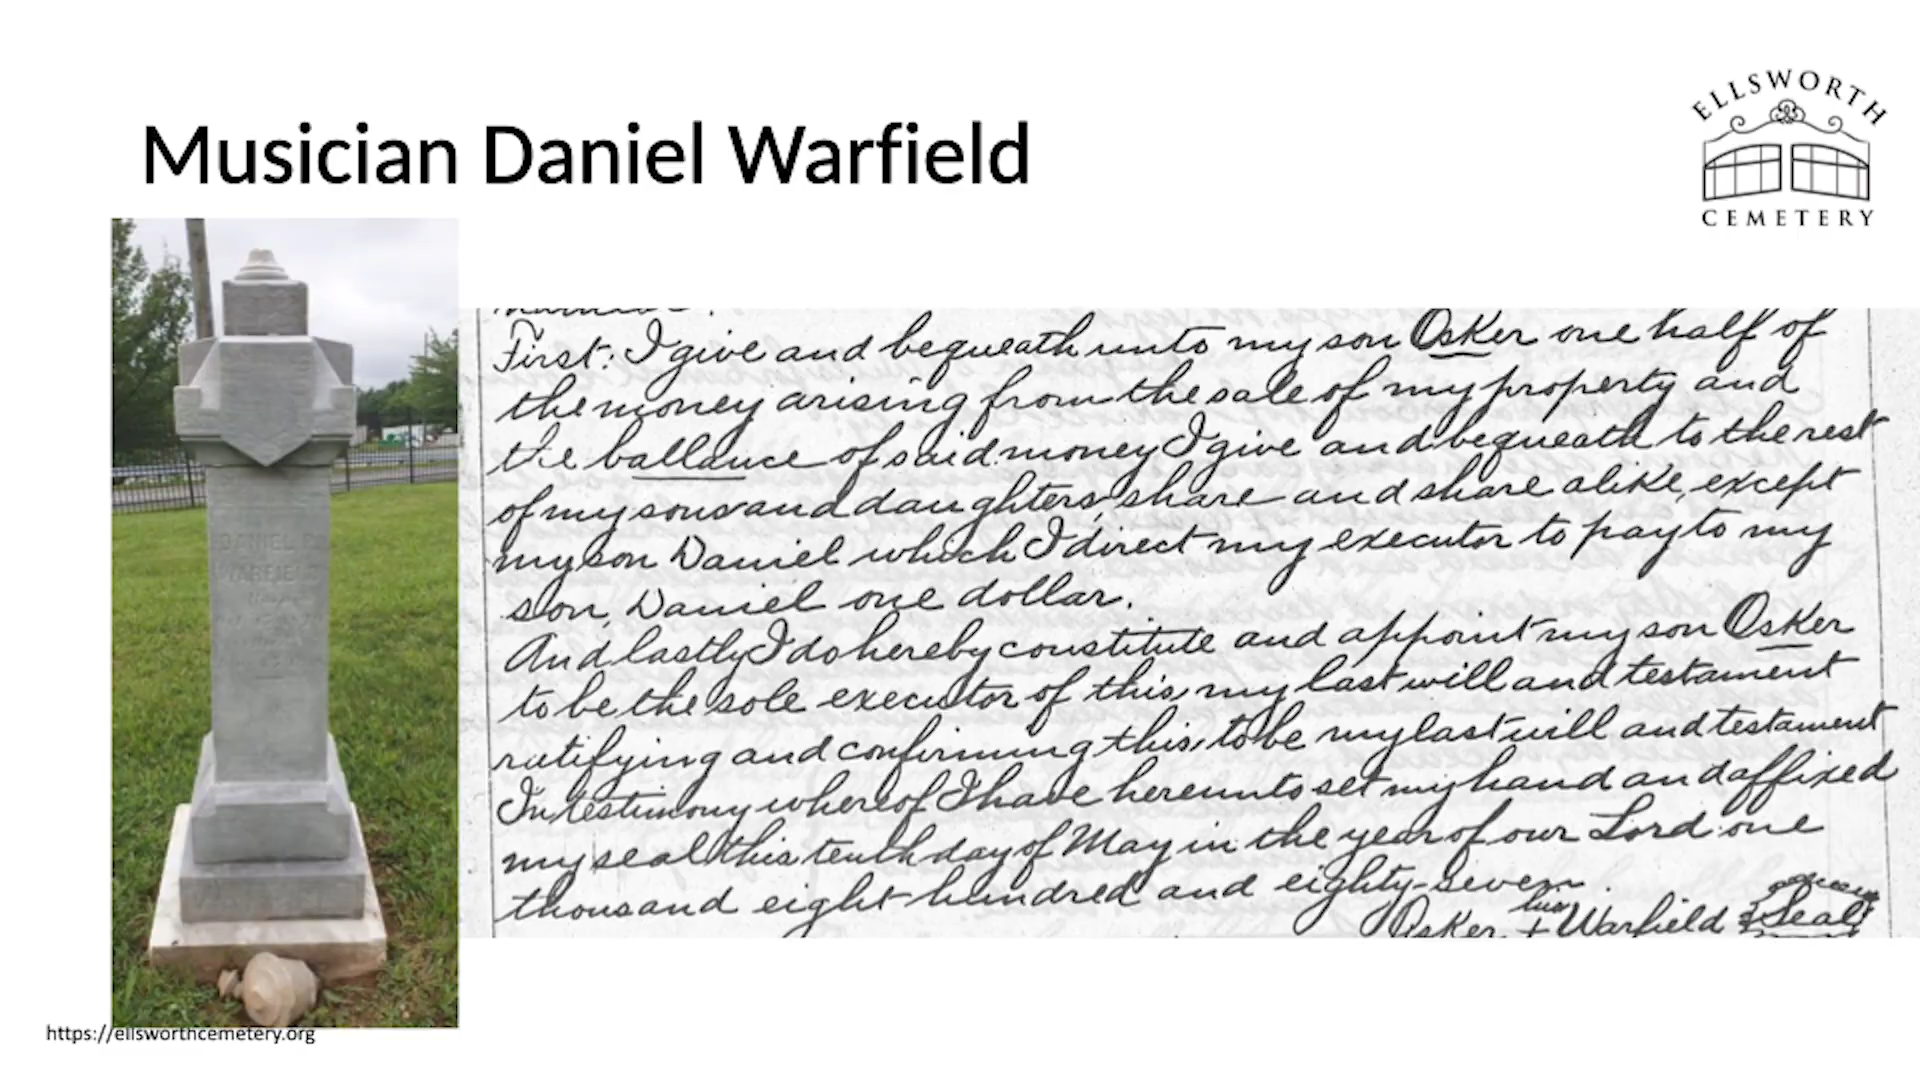 Musician Daniel Warfield
ELLSWORTH
CEMETERY
First: I give and bequeath unto my son Osker one half of
the money arising from the sale of my property and
the ballance of said money I give and bequeath to the rest
of my sons and daughters, share and share alike, except
my son Daniel which I direct my executor to pay to my
son, Daniel one dollar.
And lastly I do hereby constitute and appoint my son Osker
to be the sole executor of this, my last will and testament
ratifying and confirming this, to be my last will and testament
In testimony whereof I have hereunto set my hand and affixed
my seal this tenth day of May in the year of our Lord one
thousand eight hundred and eighty-seven.
his
Osker + Warfield Seal
DANIEL
WARFIELD
https://ellsworthcemetery.org